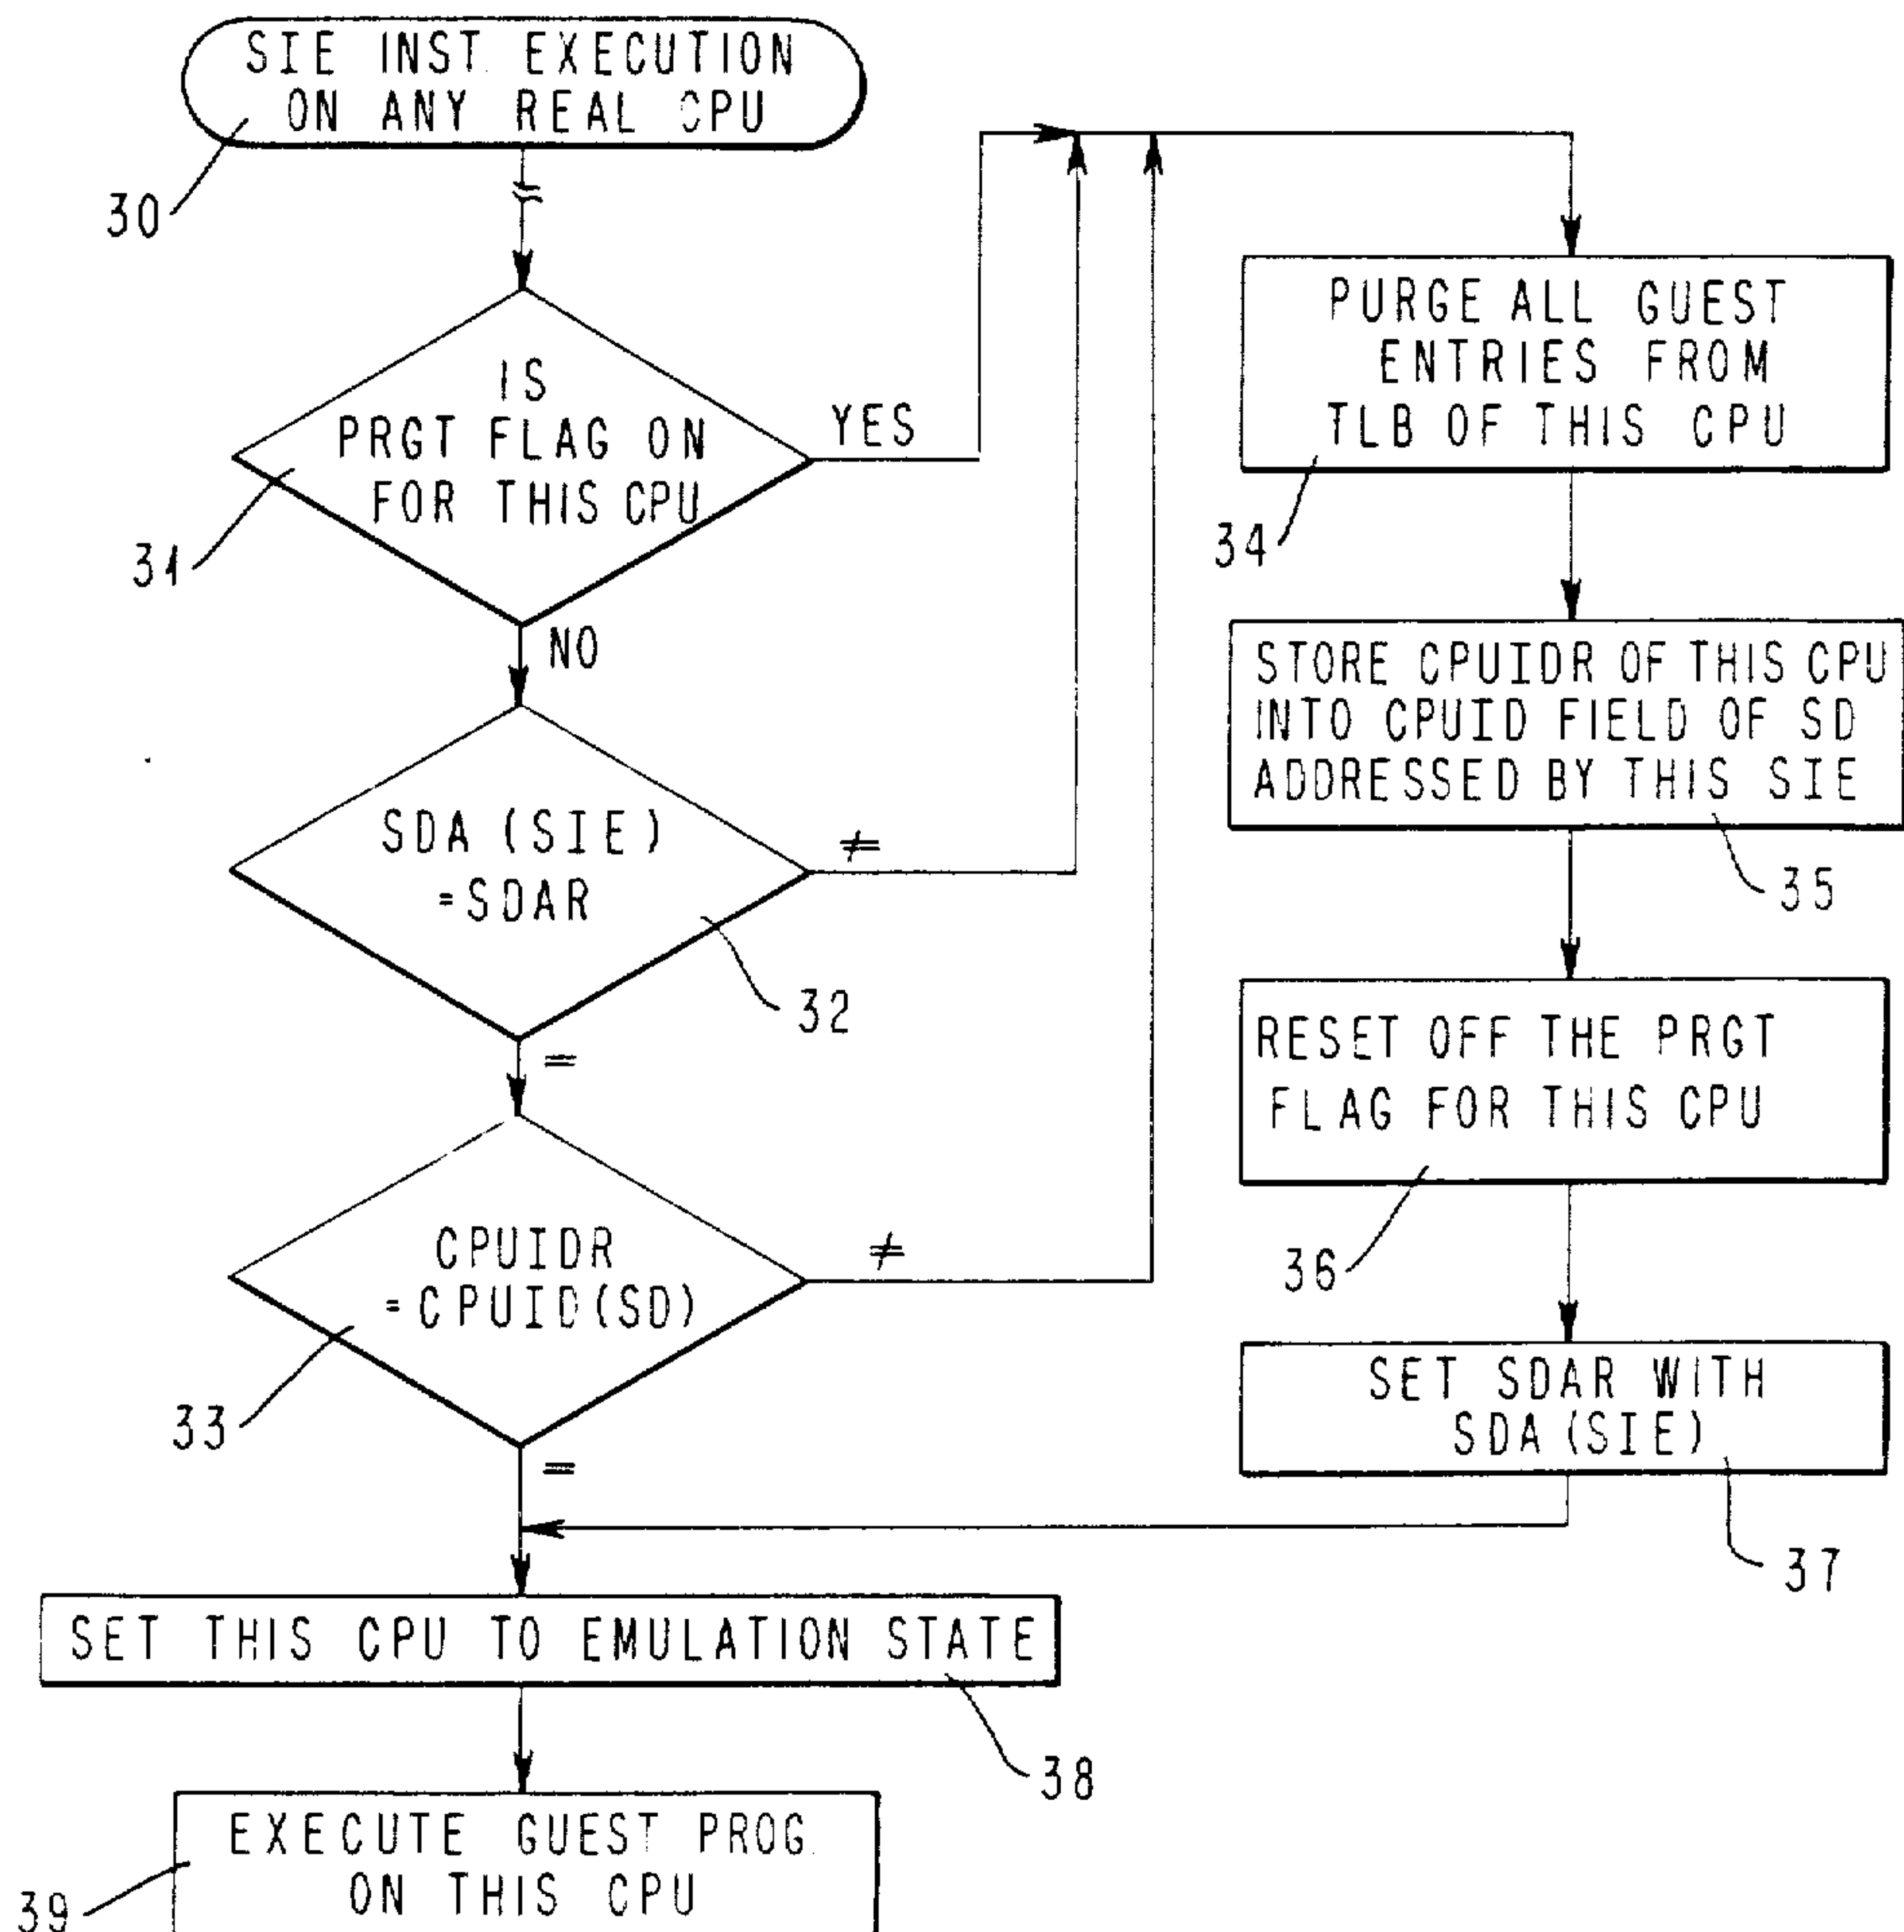 SIE INST. EXECUTION
ON ANY REAL CPU
30
IS
PRGT FLAG ON
FOR THIS CPU
YES
31
NO
SDA (SIE)
=SDAR
≠
32
=
CPUIDR
=CPUID(SD)
≠
33
=
PURGE ALL GUEST
ENTRIES FROM
TLB OF THIS CPU
34
STORE CPUIDR OF THIS CPU
INTO CPUID FIELD OF SD
ADDRESSED BY THIS SIE
35
RESET OFF THE PRGT
FLAG FOR THIS CPU
36
SET SDAR WITH
SDA (SIE)
37
SET THIS CPU TO EMULATION STATE
38
EXECUTE GUEST PROG.
ON THIS CPU
39